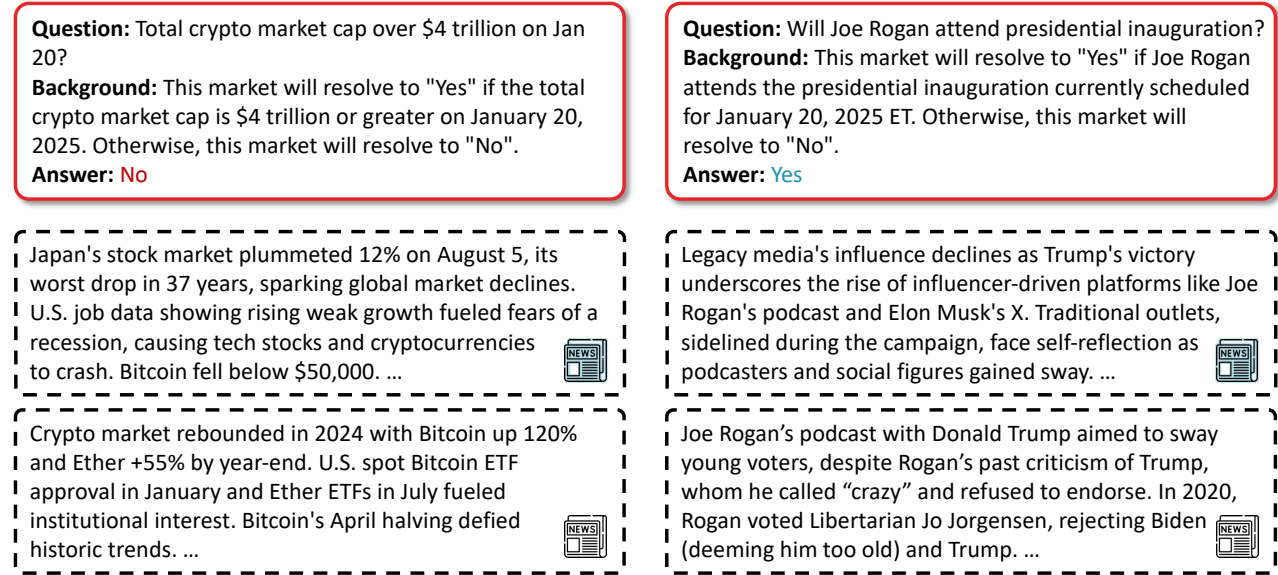 Question: Total crypto market cap over $4 trillion on Jan
20?
Background: This market will resolve to "Yes" if the total
crypto market cap is $4 trillion or greater on January 20,
2025. Otherwise, this market will resolve to "No".
Answer: No
Japan's stock market plummeted 12% on August 5, its
worst drop in 37 years, sparking global market declines.
U.S. job data showing rising weak growth fueled fears of a
recession, causing tech stocks and cryptocurrencies
to crash. Bitcoin fell below $50,000. ...
NEWS
Crypto market rebounded in 2024 with Bitcoin up 120%
and Ether +55% by year-end. U.S. spot Bitcoin ETF
approval in January and Ether ETFs in July fueled
institutional interest. Bitcoin's April halving defied
historic trends. ...
NEWS
Question: Will Joe Rogan attend presidential inauguration?
Background: This market will resolve to "Yes" if Joe Rogan
attends the presidential inauguration currently scheduled
for January 20, 2025 ET. Otherwise, this market will
resolve to "No".
Answer: Yes
Legacy media's influence declines as Trump's victory
underscores the rise of influencer-driven platforms like Joe
Rogan's podcast and Elon Musk's X. Traditional outlets,
sidelined during the campaign, face self-reflection as
podcasters and social figures gained sway. ...
NEWS
Joe Rogan’s podcast with Donald Trump aimed to sway
young voters, despite Rogan’s past criticism of Trump,
whom he called “crazy” and refused to endorse. In 2020,
Rogan voted Libertarian Jo Jorgensen, rejecting Biden
(deeming him too old) and Trump. ...
NEWS